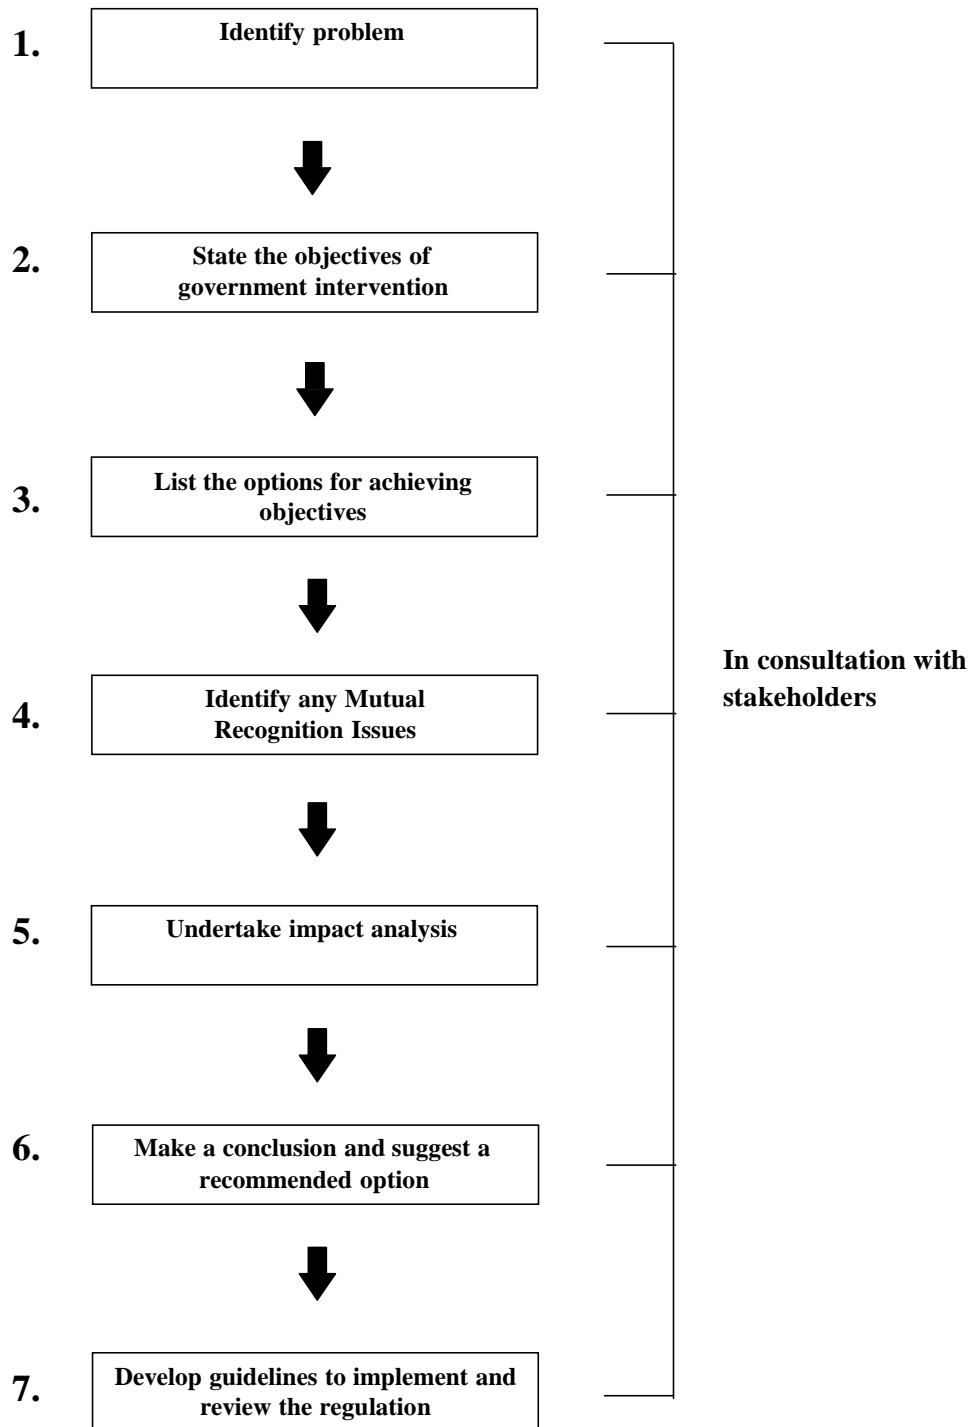 1.
Identify problem
2.
State the objectives of
government intervention
3.
List the options for achieving
objectives
In consultation with
stakeholders
4.
Identify any Mutual
Recognition Issues
5.
Undertake impact analysis
6.
Make a conclusion and suggest a
recommended option
7.
Develop guidelines to implement and
review the regulation